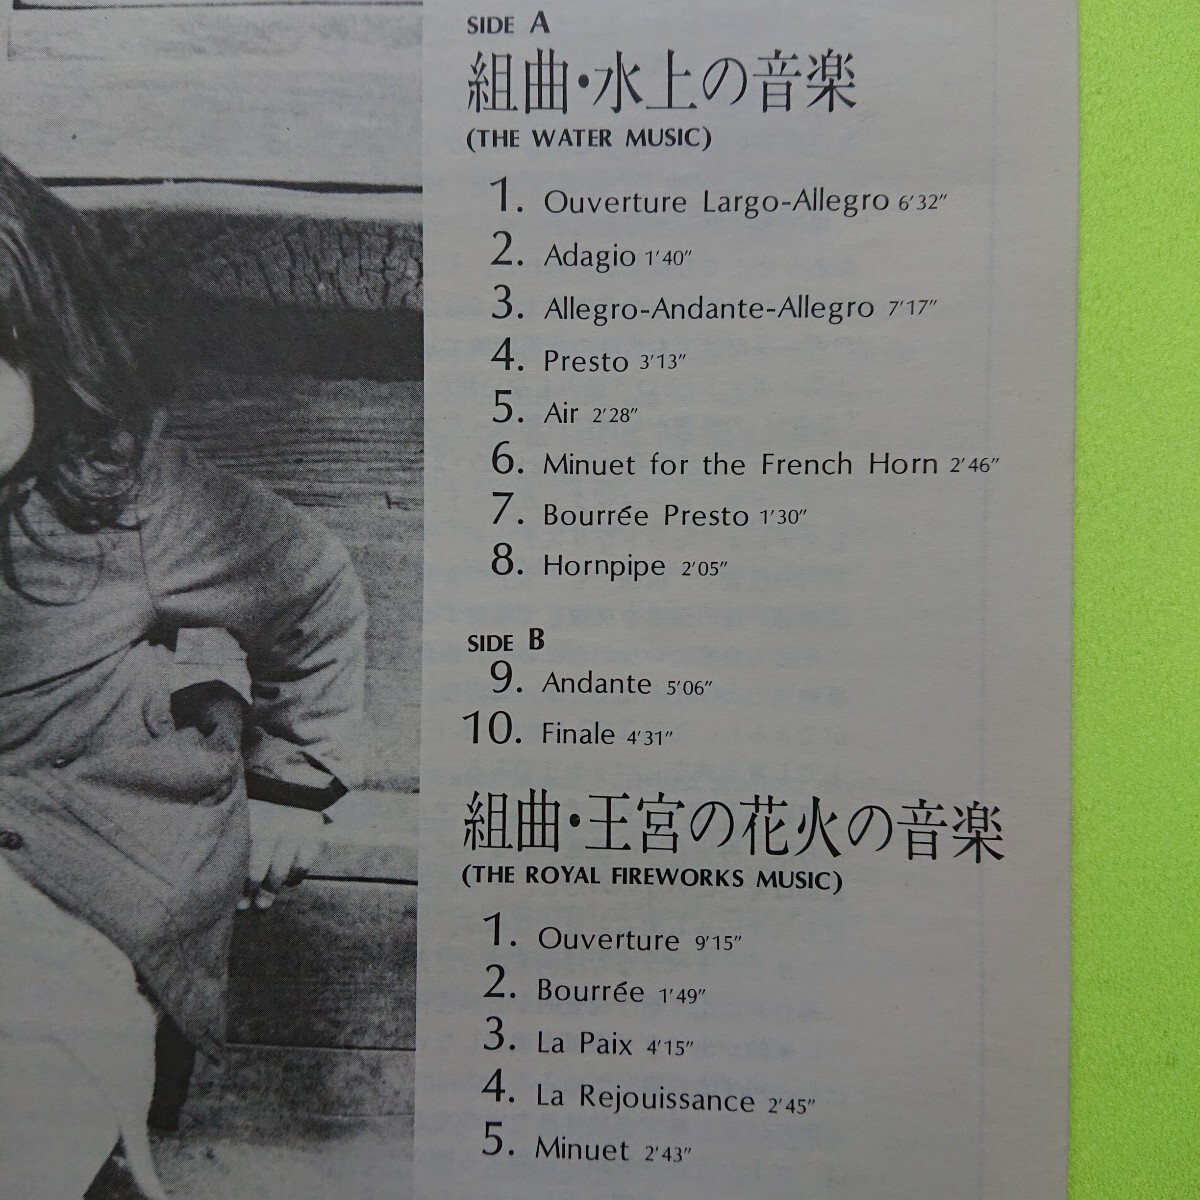 SIDE A
組曲・水上の音楽
(THE WATER MUSIC)
1. Ouverture Largo-Allegro 6′32″
2. Adagio 1′40″
3. Allegro-Andante-Allegro 7′17″
4. Presto 3′13″
5. Air 2′28″
6. Minuet for the French Horn 2′46″
7. Bourrée Presto 1′30″
8. Hornpipe 2′05″
SIDE B
9. Andante 5′06″
10. Finale 4′31″
組曲・王宮の花火の音楽
(THE ROYAL FIREWORKS MUSIC)
1. Ouverture 9′15″
2. Bourrée 1′49″
3. La Paix 4′15″
4. La Rejouissance 2′45″
5. Minuet 2′43″